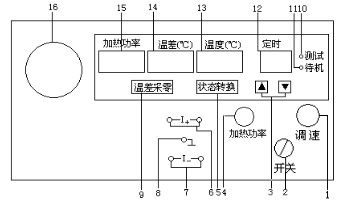 16 15 14 13 12 11 10
加热功率 温差(℃) 温度(℃) 定时
测试
待机
温差采零 状态转换
I+
加热功率 调速
I-
开关
9 8 7 6 5 4 3 2 1